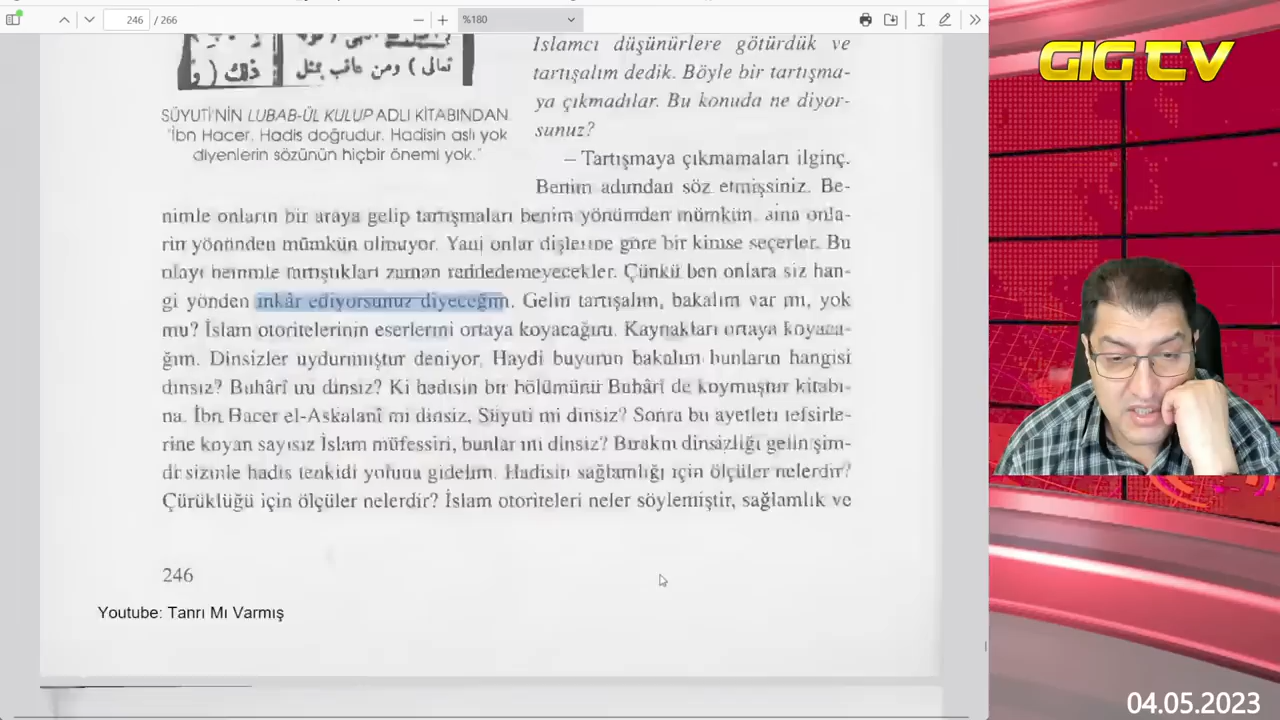 246 / 266
%180
GIG TV
ذلك ( و
تعالى ) ومن عاقب بمثل
SÜYUTİ'NİN LUBAB-ÜL KULUP ADLI KİTABINDAN
"İbn Hacer. Hadis doğrudur. Hadisin aslı yok
diyenlerin sözünün hiçbir önemi yok."
İslamcı düşünürlere götürdük ve
tartışalım dedik. Böyle bir tartışma-
ya çıkmadılar. Bu konuda ne diyor-
sunuz?
– Tartışmaya çıkmamaları ilginç.
Benim adımdan söz etmişsiniz. Be-
nimle onların bir araya gelip tartışmaları benim yönümden mümkün, ama onla-
rın yönünden mümkün olmuyor. Yani onlar dişlerine göre bir kimse seçerler. Bu
olayı benimle tartıştıkları zaman reddedemeyecekler. Çünkü ben onlara siz han-
gi yönden inkâr ediyorsunuz diyeceğim. Gelin tartışalım, bakalım var mı, yok
mu? İslam otoritelerinin eserlerini ortaya koyacağım. Kaynakları ortaya koyaca-
ğım. Dinsizler uydurmuştur deniyor. Haydi buyurun bakalım bunların hangisi
dinsiz? Buhârî mi dinsiz? Ki hadisin bir bölümünü Buhârî de koymuştur kitabı-
na. İbn Hacer el-Askalanî mi dinsiz, Süyuti mi dinsiz? Sonra bu ayetleri tefsirle-
rine koyan sayısız İslam müfessiri, bunlar mı dinsiz? Bırakın dinsizliği gelin şim-
di sizinle hadis tenkidi yoluna gidelim. Hadisin sağlamlığı için ölçüler nelerdir?
Çürüklüğü için ölçüler nelerdir? İslam otoriteleri neler söylemiştir, sağlamlık ve
246
Youtube: Tanrı Mı Varmış
04.05.2023